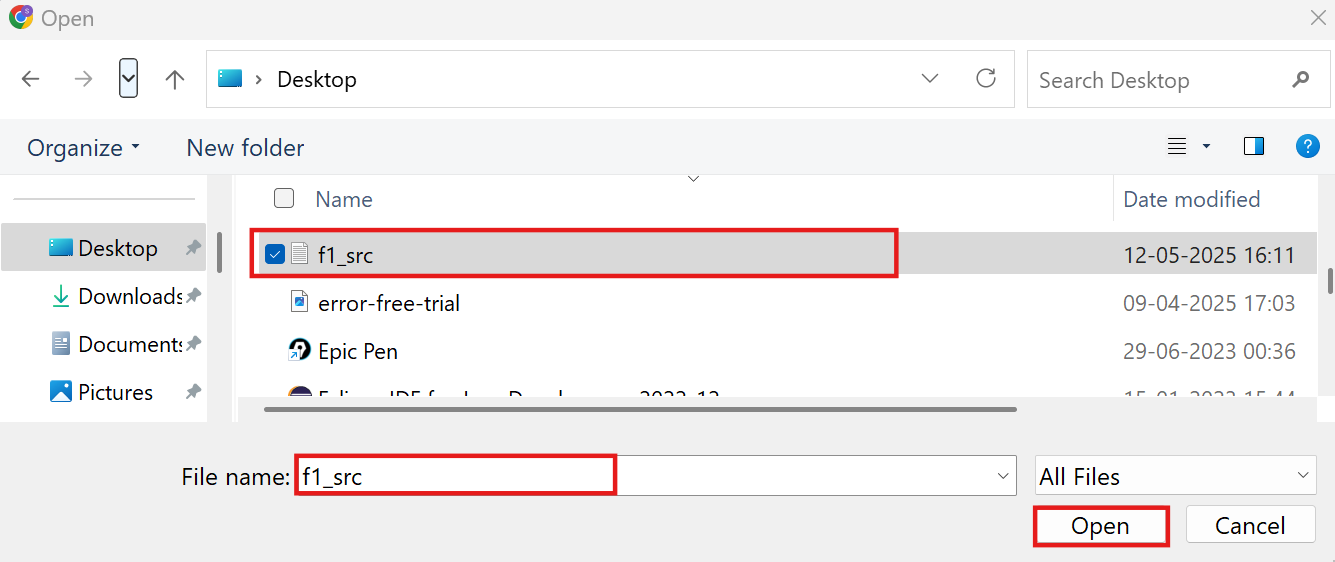 Open
Desktop
Search Desktop
Organize
New folder
Name
Date modified
Desktop
f1_src
12-05-2025 16:11
Downloads
error-free-trial
09-04-2025 17:03
Documents
Epic Pen
29-06-2023 00:36
Pictures
File name: f1_src
All Files
Open
Cancel